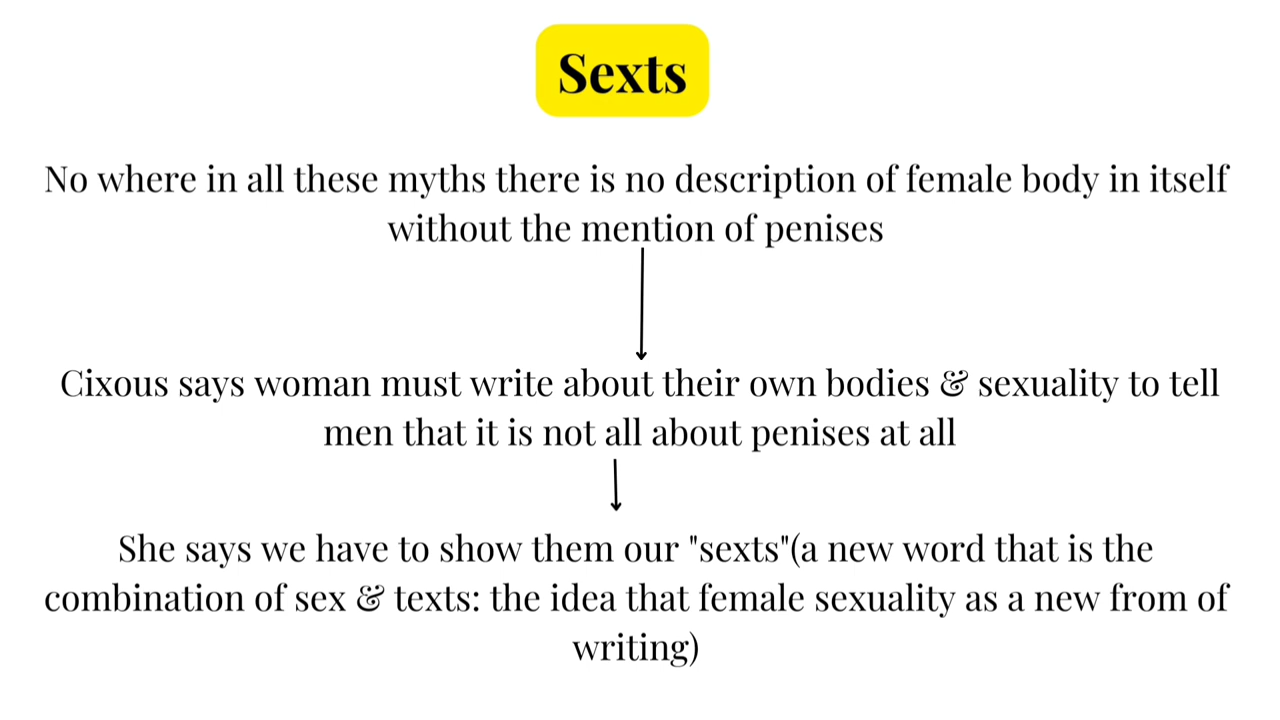 Sexts
No where in all these myths there is no description of female body in itself
without the mention of penises
Cixous says woman must write about their own bodies & sexuality to tell
men that it is not all about penises at all
She says we have to show them our "sexts"(a new word that is the
combination of sex & texts: the idea that female sexuality as a new from of
writing)